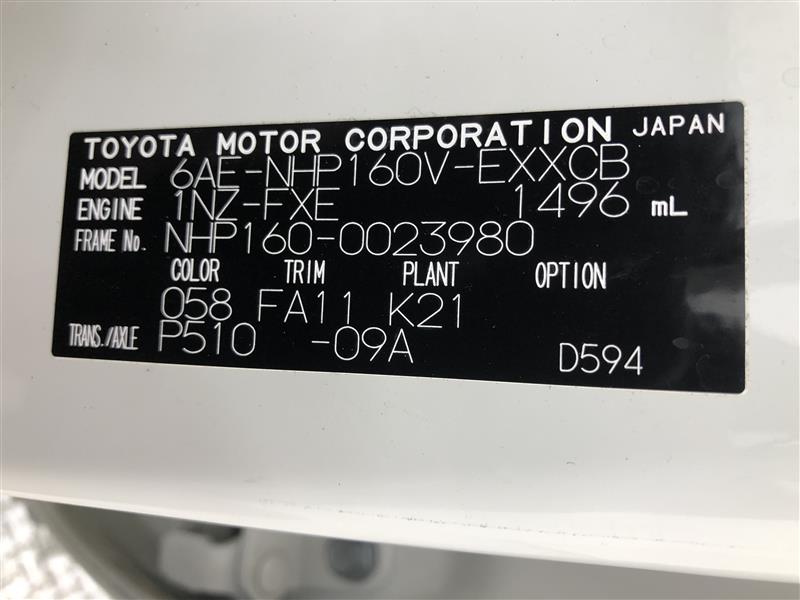 TOYOTA MOTOR CORPORATION JAPAN
MODEL 6AE-NHP160V-EXXCB
ENGINE 1NZ-FXE 1496 mL
FRAME No. NHP160-0023980
COLOR TRIM PLANT OPTION
058 FA11 K21
TRANS./AXLE P510 -09A D594